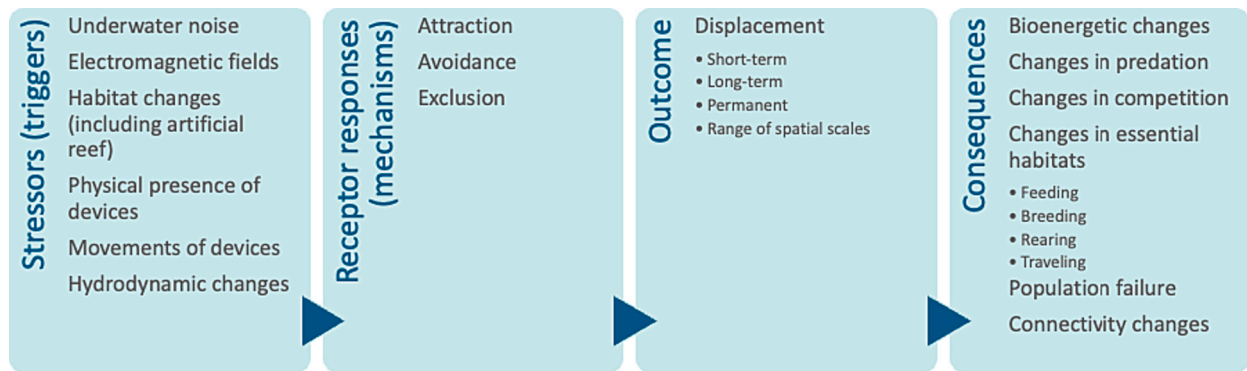 Stressors (triggers)
Underwater noise
Electromagnetic fields
Habitat changes
(including artificial
reef)
Physical presence of
devices
Movements of devices
Hydrodynamic changes
Receptor responses
(mechanisms)
Attraction
Avoidance
Exclusion
Outcome
Displacement
• Short-term
• Long-term
• Permanent
• Range of spatial scales
Consequences
Bioenergetic changes
Changes in predation
Changes in competition
Changes in essential
habitats
• Feeding
• Breeding
• Rearing
• Traveling
Population failure
Connectivity changes